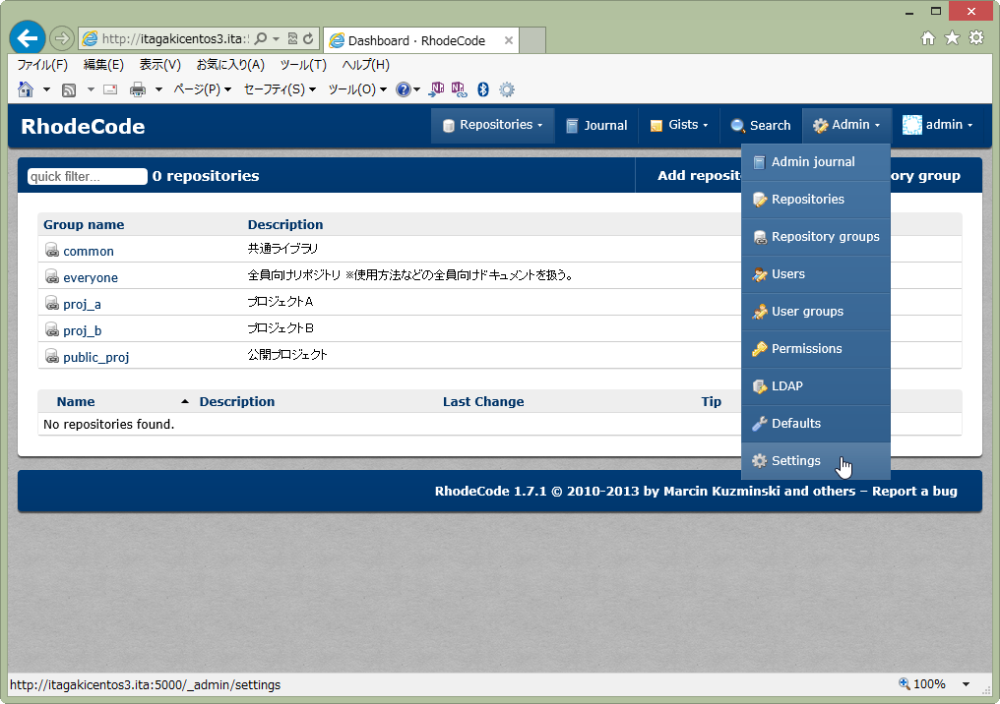 http://itagakicentos3.ita:
Dashboard · RhodeCode
ファイル(F) 編集(E) 表示(V) お気に入り(A) ツール(T) ヘルプ(H)
ページ(P) セーフティ(S) ツール(O)
RhodeCode
Repositories
Journal
Gists
Search
Admin
admin
quick filter...
0 repositories
Add reposit
ory group
Admin journal
Repositories
Repository groups
Users
User groups
Permissions
LDAP
Defaults
Settings
Group name Description
common 共通ライブラリ
everyone 全員向けリポジトリ ※使用方法などの全員向けドキュメントを扱う。
proj_a プロジェクトA
proj_b プロジェクトB
public_proj 公開プロジェクト
Name Description Last Change Tip
No repositories found.
RhodeCode 1.7.1 © 2010-2013 by Marcin Kuzminski and others – Report a bug
http://itagakicentos3.ita:5000/_admin/settings
100%